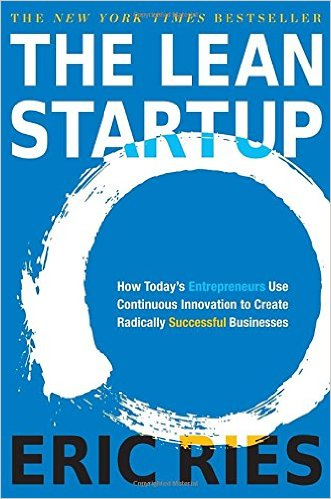 THE NEW YORK TIMES BESTSELLER
THE LEAN
STARTUP
How Today's Entrepreneurs Use
Continuous Innovation to Create
Radically Successful Businesses
ERIC RIES